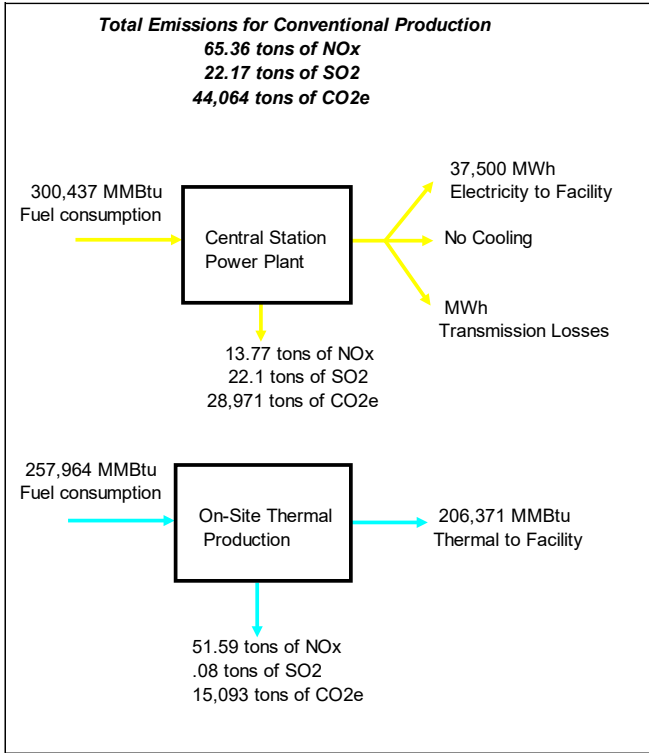 Total Emissions for Conventional Production
65.36 tons of NOx
22.17 tons of SO2
44,064 tons of CO2e
300,437 MMBtu
Fuel consumption
Central Station
Power Plant
37,500 MWh
Electricity to Facility
No Cooling
MWh
Transmission Losses
13.77 tons of NOx
22.1 tons of SO2
28,971 tons of CO2e
257,964 MMBtu
Fuel consumption
On-Site Thermal
Production
206,371 MMBtu
Thermal to Facility
51.59 tons of NOx
.08 tons of SO2
15,093 tons of CO2e